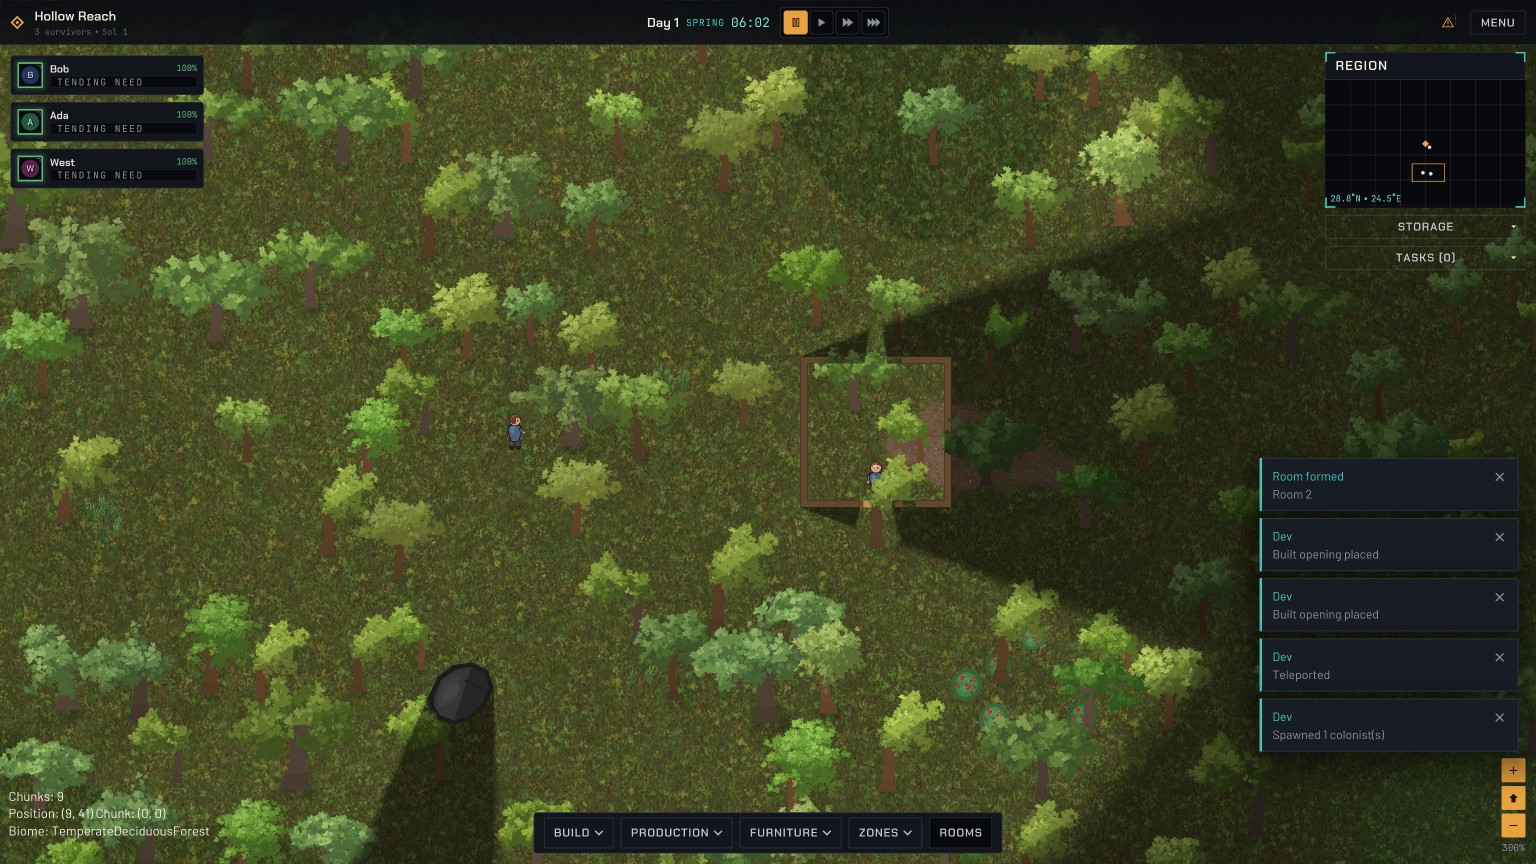 Hollow Reach
3 survivors • Sol 1
Day 1 SPRING 06:02
MENU
B Bob 100%
TENDING NEED
A Ada 100%
TENDING NEED
W West 100%
TENDING NEED
REGION
28.8°N • 24.5°E
STORAGE
TASKS (0)
Room formed
Room 2
Dev
Built opening placed
Dev
Built opening placed
Dev
Teleported
Dev
Spawned 1 colonist(s)
+
−
300%
Chunks: 9
Position: (9, 41) Chunk: (0, 0)
Biome: TemperateDeciduousForest
BUILD PRODUCTION FURNITURE ZONES ROOMS